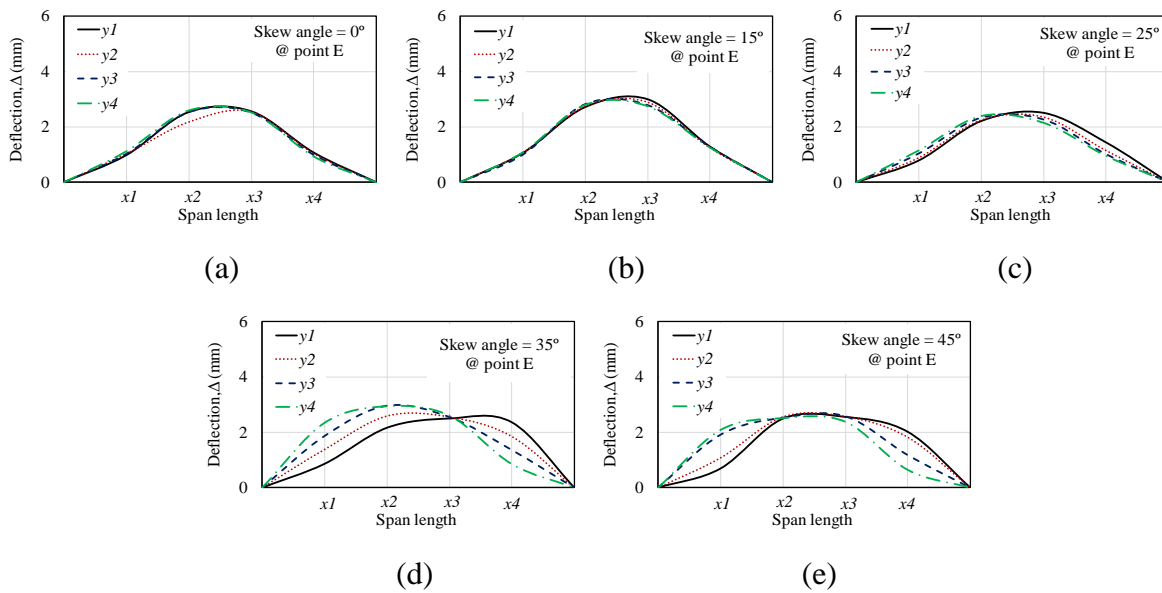 6
4
2
0
Deflection,Δ (mm)
y1
y2
y3
y4
Skew angle = 0º
@ point E
x1 x2 x3 x4
Span length
(a)
6
4
2
0
Deflection,Δ (mm)
y1
y2
y3
y4
Skew angle = 15º
@ point E
x1 x2 x3 x4
Span length
(b)
6
4
2
0
Deflection,Δ (mm)
y1
y2
y3
y4
Skew angle = 25º
@ point E
x1 x2 x3 x4
Span length
(c)
6
4
2
0
Deflection,Δ (mm)
y1
y2
y3
y4
Skew angle = 35º
@ point E
x1 x2 x3 x4
Span length
(d)
6
4
2
0
Deflection,Δ (mm)
y1
y2
y3
y4
Skew angle = 45º
@ point E
x1 x2 x3 x4
Span length
(e)